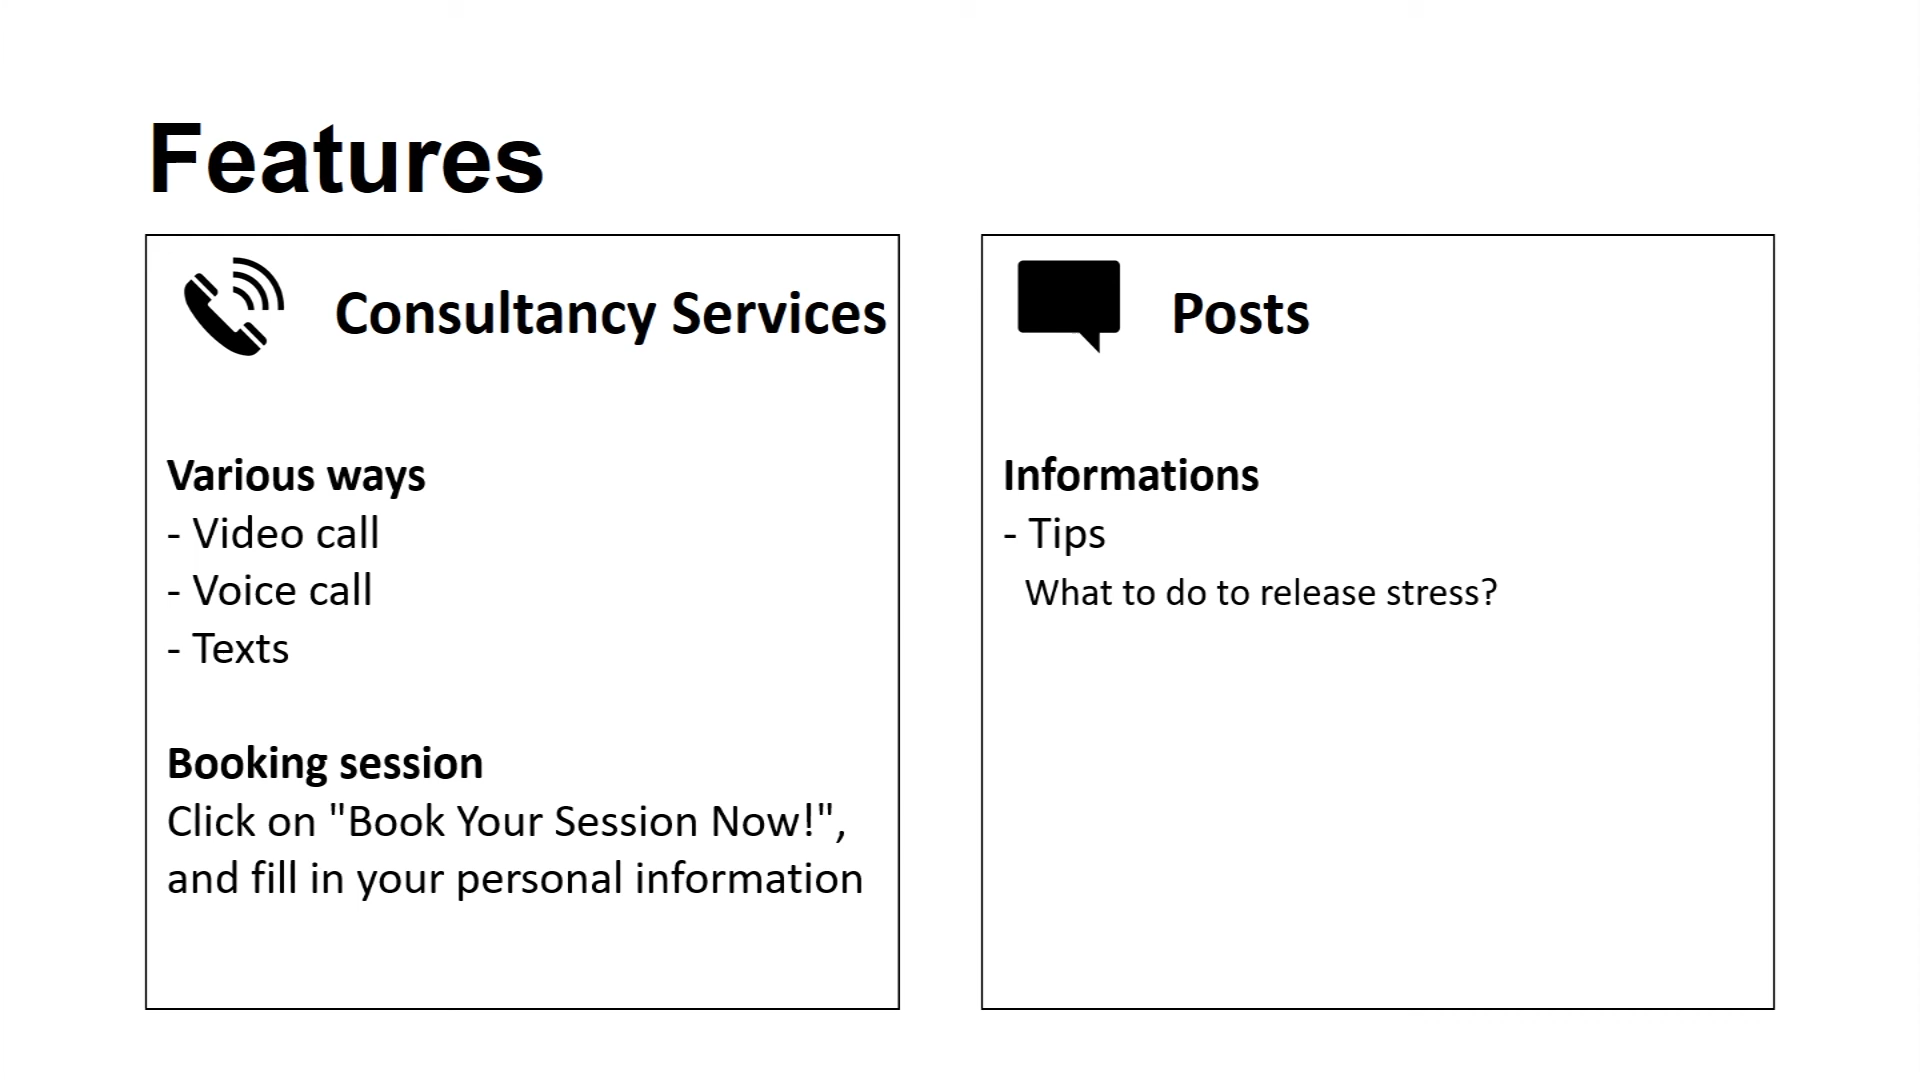 Features
Consultancy Services
Various ways
- Video call
- Voice call
- Texts
Booking session
Click on "Book Your Session Now!",
and fill in your personal information
Posts
Informations
- Tips
What to do to release stress?